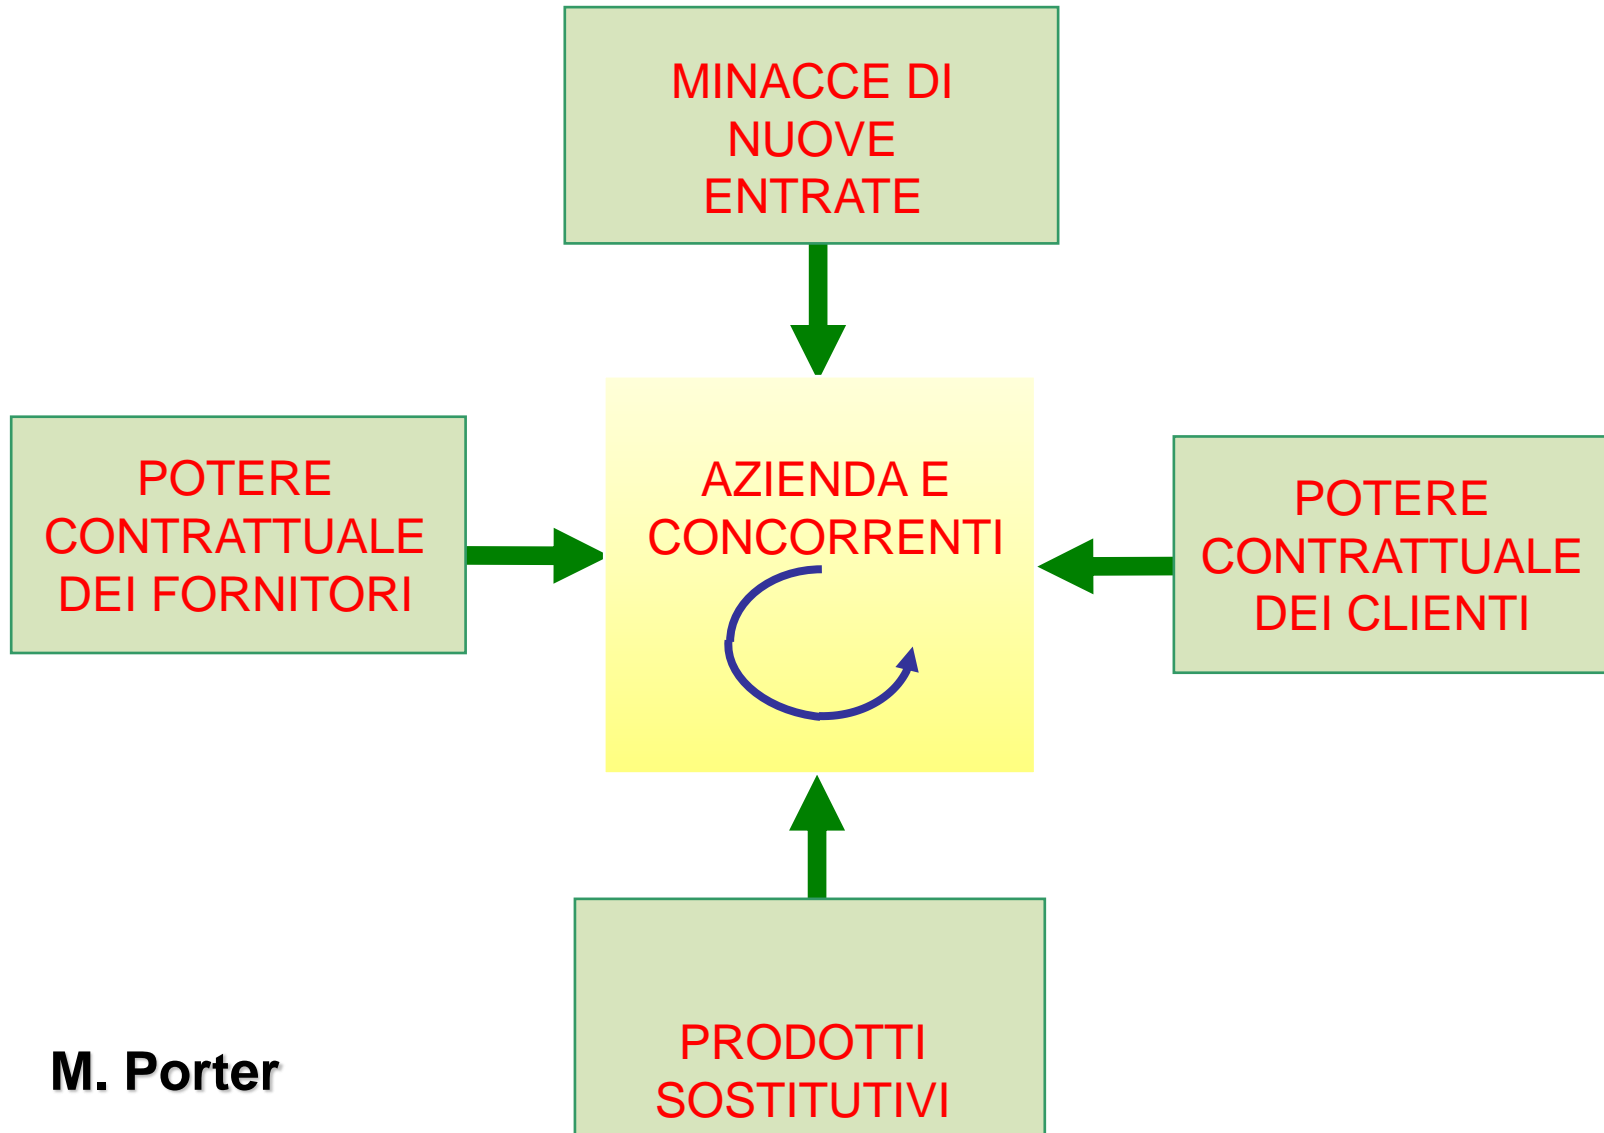 MINACCE DI
NUOVE
ENTRATE
POTERE
CONTRATTUALE
DEI FORNITORI
AZIENDA E
CONCORRENTI
POTERE
CONTRATTUALE
DEI CLIENTI
PRODOTTI
SOSTITUTIVI
M. Porter